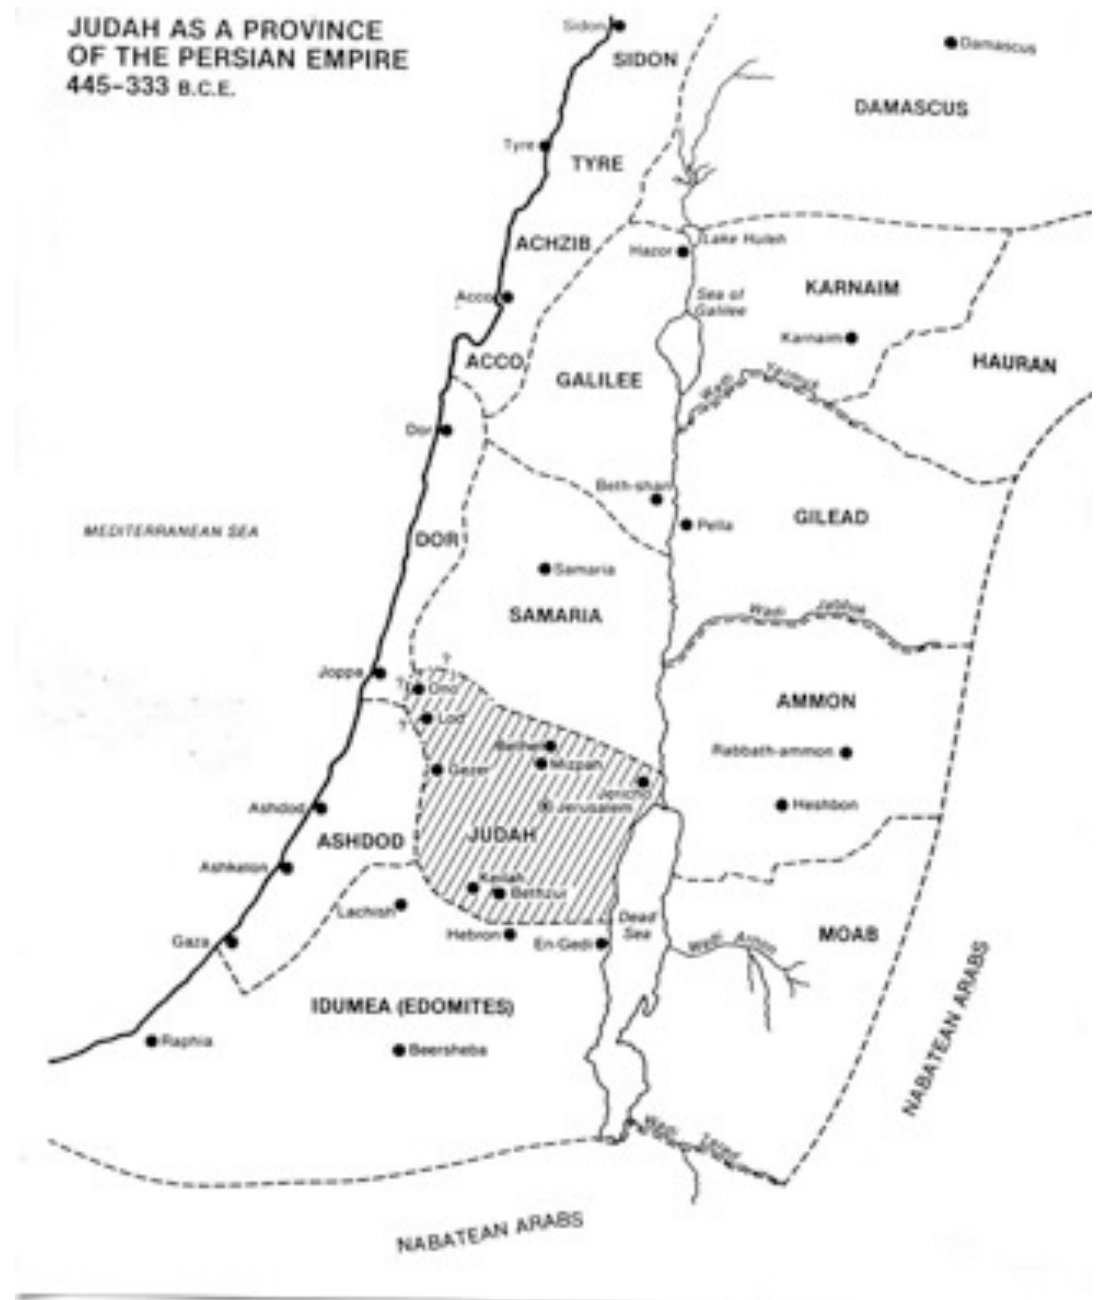 JUDAH AS A PROVINCE
OF THE PERSIAN EMPIRE
445–333 B.C.E.
Sidon
SIDON
Damascus
DAMASCUS
Tyre
TYRE
ACHZIB
Lake Huleh
Hazor
KARNAIM
Sea of
Galilee
Acco
Karnaim
ACCO
GALILEE
HAURAN
Wadi Yarmuk
Dor
Beth-shan
Pella
GILEAD
MEDITERRANEAN SEA
DOR
Samaria
SAMARIA
Wadi Jabbok
?
Joppa
?
Ono
AMMON
Lod
?
Bethel
Rabbath-ammon
Mizpah
Gezer
Jericho
Jerusalem
Heshbon
Ashdod
ASHDOD
JUDAH
Ashkelon
Keilah
Bethzur
Lachish
Dead
Sea
Hebron
En-Gedi
Gaza
Wadi Arnon
MOAB
IDUMEA (EDOMITES)
NABATEAN ARABS
Raphia
Beersheba
Wadi Zered
NABATEAN ARABS